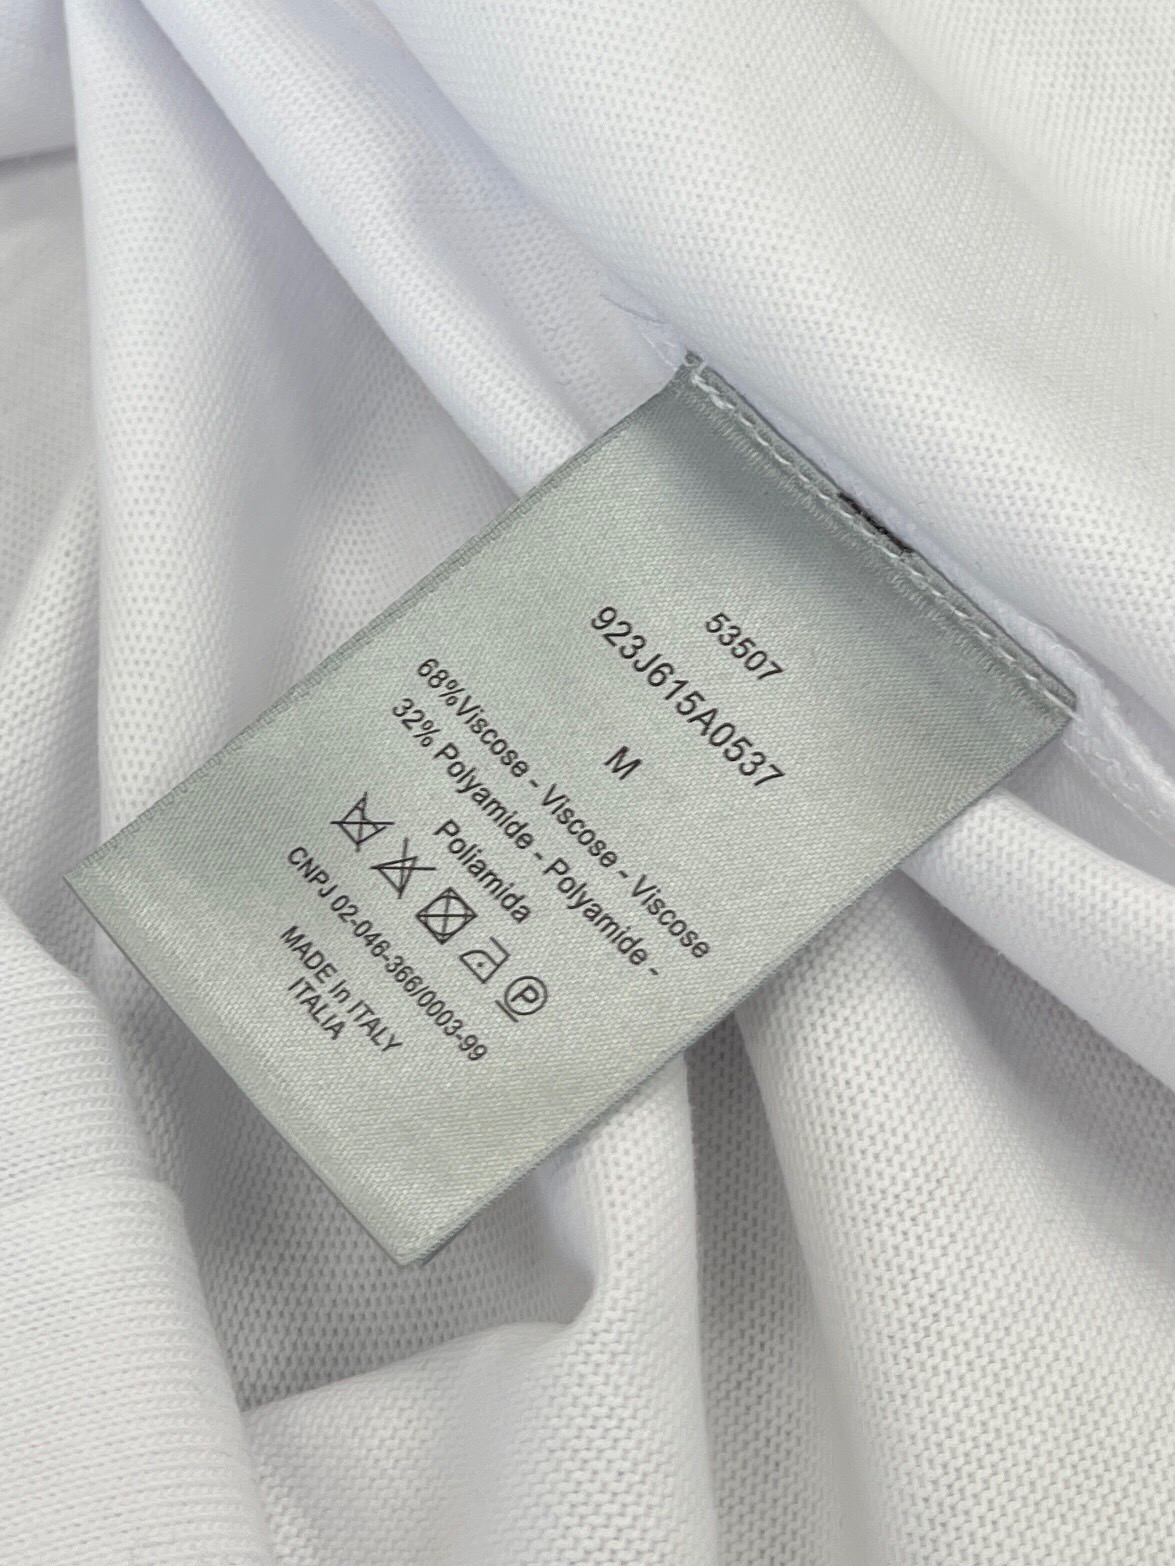 53507
923J615A0537
M
68%Viscose - Viscose - Viscose
32% Polyamide - Polyamide -
Poliamida
P
CNPJ 02-046-366/0003-99
MADE In ITALY
ITALIA